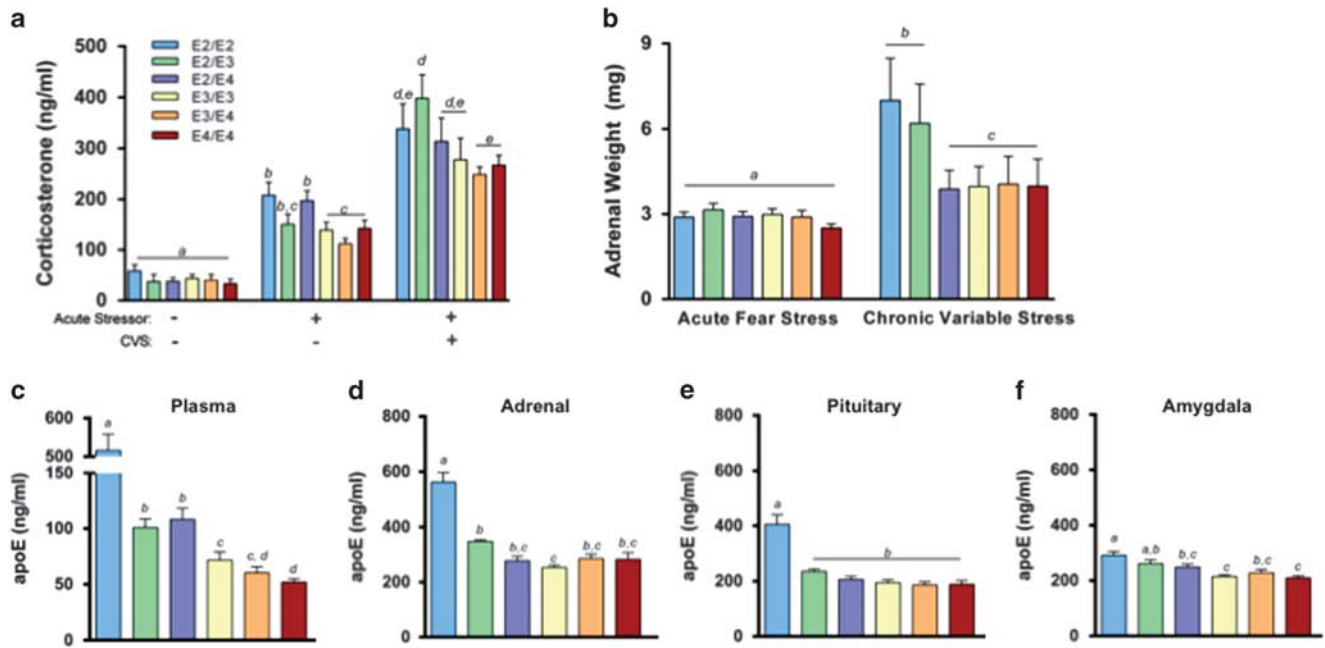 a
500
400
300
200
100
0
Corticosterone (ng/ml)
E2/E2
E2/E3
E2/E4
E3/E3
E3/E4
E4/E4
a
b
b,c
b
c
d,e
d
d,e
e
Acute Stressor: - + +
CVS: - - +
b
9
6
3
0
Adrenal Weight (mg)
a
b
c
Acute Fear Stress Chronic Variable Stress
c
Plasma
600
500
150
100
50
0
apoE (ng/ml)
a
b
b
c
c, d
d
d
Adrenal
800
600
400
200
0
apoE (ng/ml)
a
b
b,c
c
b,c
b,c
e
Pituitary
800
600
400
200
0
apoE (ng/ml)
a
b
f
Amygdala
800
600
400
200
0
apoE (ng/ml)
a
a,b
b,c
c
b,c
c